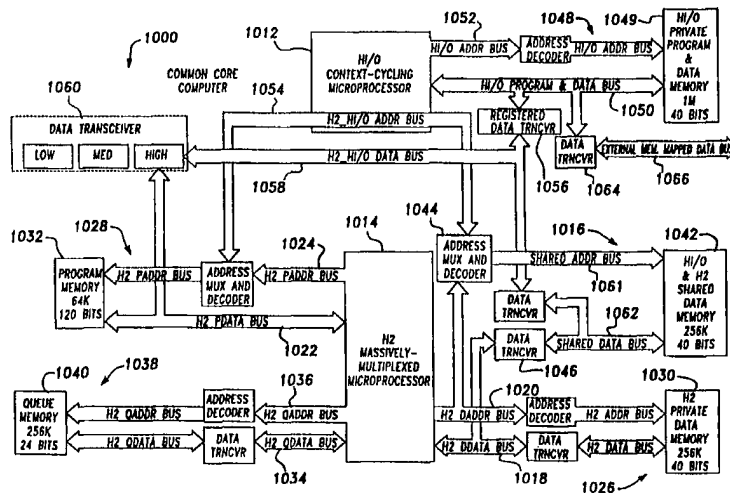 1000
COMMON CORE
COMPUTER
1012
HI/O
CONTEXT-CYCLING
MICROPROCESSOR
1052
HI/O ADDR BUS
1048
ADDRESS
DECODER
HI/O ADDR BUS
1049
HI/O
PRIVATE
PROGRAM
&
DATA
MEMORY
1M
40 BITS
HI/O PROGRAM & DATA BUS
1050
1060
DATA TRANSCEIVER
LOW
MED
HIGH
1054
H2_HI/O ADDR BUS
REGISTERED
DATA TRNCVR
1056
DATA
TRNCVR
1064
EXTERNAL MEM. MAPPED DATA BUS
1066
H2_HI/O DATA BUS
1058
1028
1032
PROGRAM
MEMORY
64K
120 BITS
H2 PADDR BUS
ADDRESS
MUX AND
DECODER
1024
H2 PADDR BUS
H2 PDATA BUS
1022
1014
H2
MASSIVELY-
MULTIPLEXED
MICROPROCESSOR
1044
ADDRESS
MUX AND
DECODER
1016
SHARED ADDR BUS
1061
1042
HI/O
& H2
SHARED
DATA
MEMORY
256K
40 BITS
DATA
TRNCVR
1062
DATA
TRNCVR
SHARED DATA BUS
1046
1038
1040
QUEUE
MEMORY
256K
24 BITS
H2 QADDR BUS
ADDRESS
DECODER
1036
H2 QADDR BUS
H2 QDATA BUS
DATA
TRNCVR
H2 QDATA BUS
1034
1020
H2 DADDR BUS
ADDRESS
DECODER
H2 ADDR BUS
1030
H2
PRIVATE
DATA
MEMORY
256K
40 BITS
H2 DDATA BUS
1018
DATA
TRNCVR
H2 DATA BUS
1026